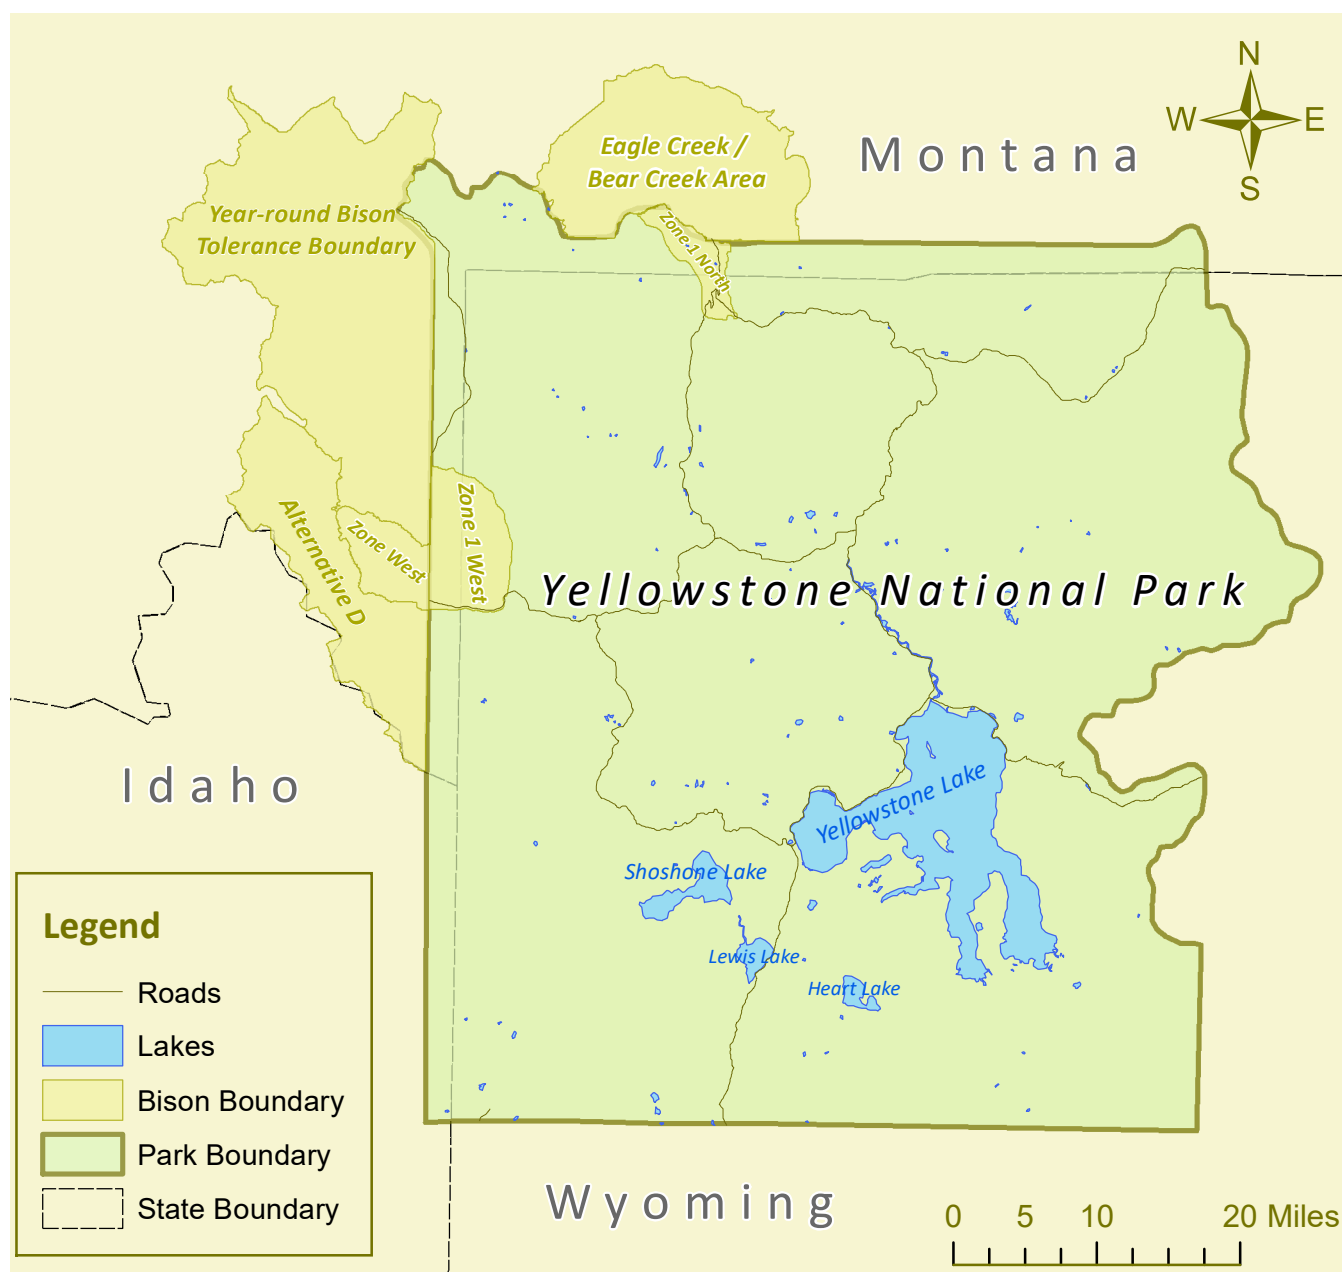 N
W E
S
Montana
Eagle Creek /
Bear Creek Area
Year-round Bison
Tolerance Boundary
Zone 1 North
Alternative D
Zone West
Zone 1 West
Yellowstone National Park
Idaho
Yellowstone Lake
Shoshone Lake
Lewis Lake
Heart Lake
Legend
Roads
Lakes
Bison Boundary
Park Boundary
State Boundary
Wyoming
0 5 10 20 Miles